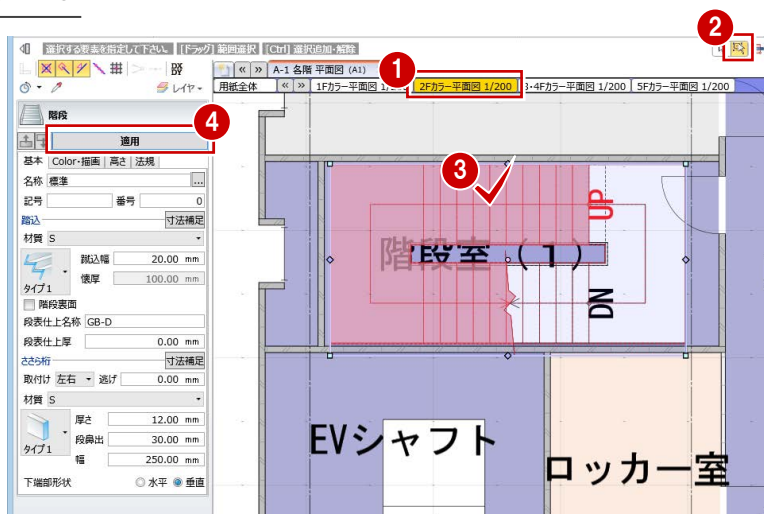 選択する要素を指定して下さい。 [ドラッグ] 範囲選択 [Ctrl] 選択追加・解除
2
レイヤ
A-1 各階 平面図 (A1)
1
用紙全体 1Fカラー平面図 2Fカラー平面図 1/200 ・4Fカラー平面図 1/200 5Fカラー平面図 1/200
階段
4
適用
基本 Color・描画 高さ 法規
名称 標準 ...
記号 番号 0
踏込 寸法補足
材質 S
蹴込幅 20.00 mm
懐厚 100.00 mm
タイプ1
階段裏面
段表仕上名称 GB-D
段表仕上厚 0.00 mm
ささら桁 寸法補足
取付け 左右 逃げ 0.00 mm
材質 S
厚さ 12.00 mm
段鼻出 30.00 mm
タイプ1
幅 250.00 mm
下端部形状 水平 垂直
3
UP
階段室(1)
DN
EVシャフト
ロッカー室